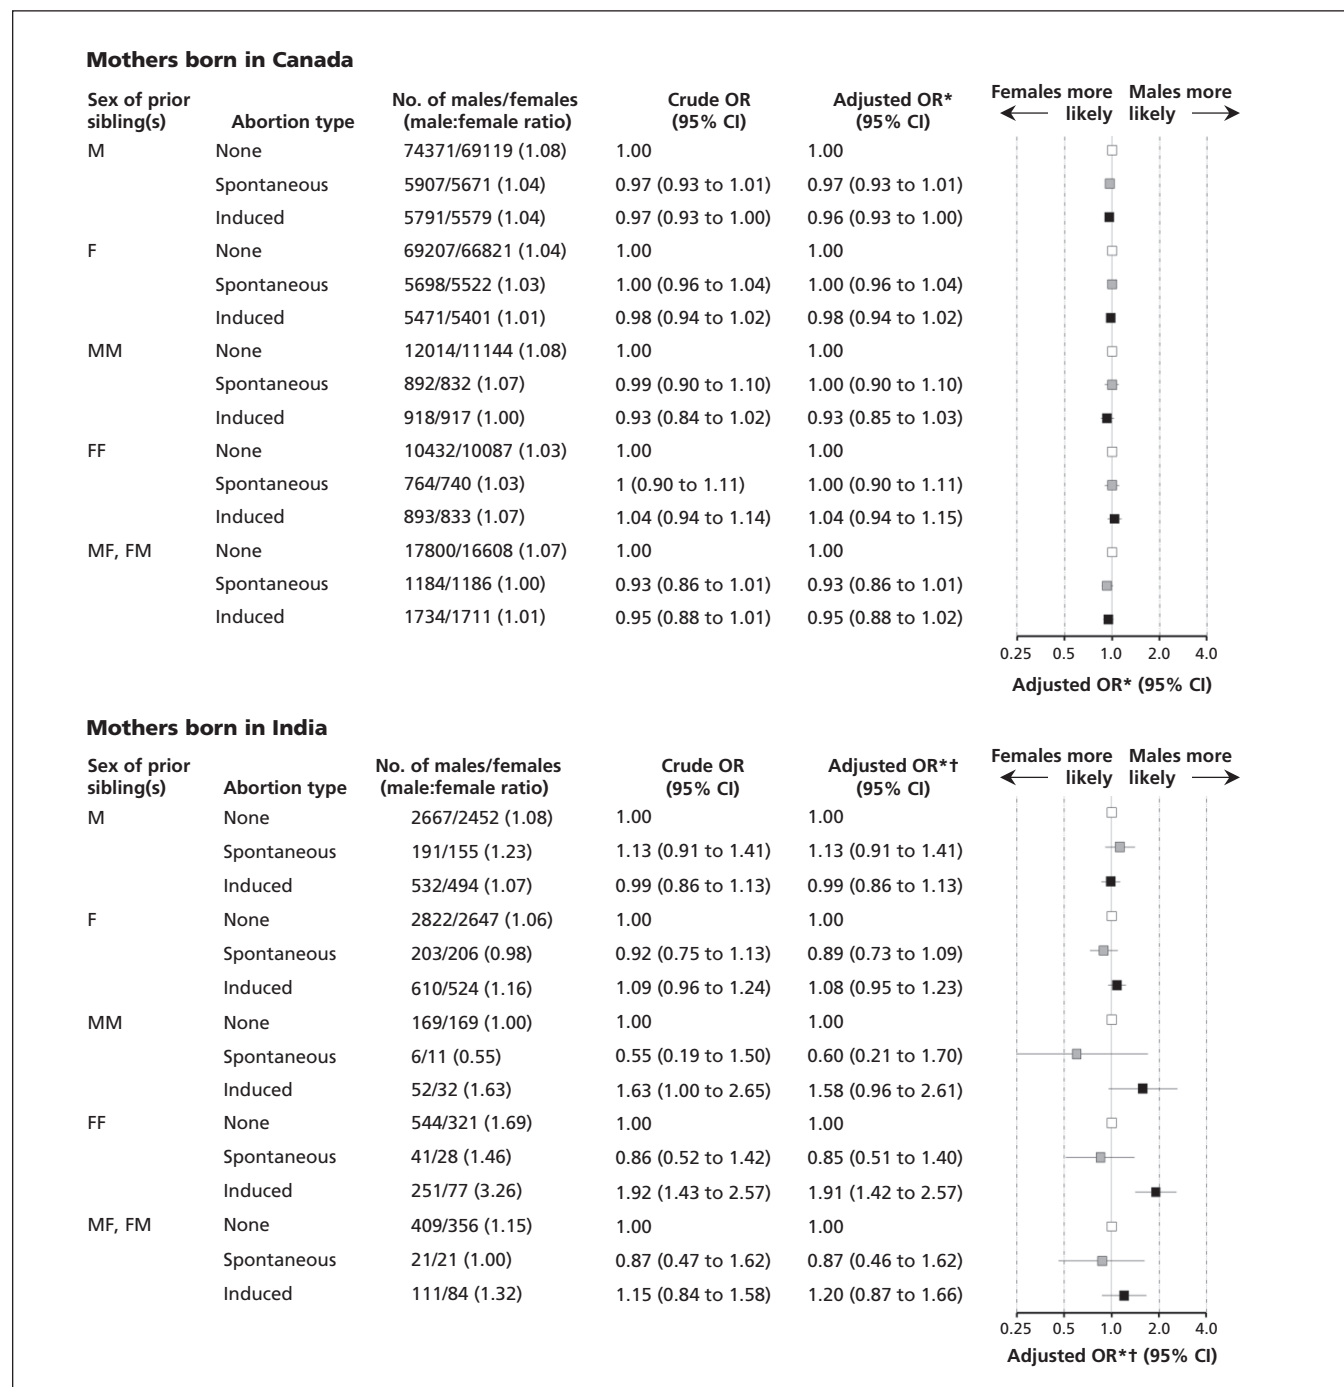 Mothers born in Canada
Sex of prior sibling(s) Abortion type No. of males/females (male:female ratio) Crude OR (95% CI) Adjusted OR* (95% CI) Females more likely Males more likely
M None 74371/69119 (1.08) 1.00 1.00
Spontaneous 5907/5671 (1.04) 0.97 (0.93 to 1.01) 0.97 (0.93 to 1.01)
Induced 5791/5579 (1.04) 0.97 (0.93 to 1.00) 0.96 (0.93 to 1.00)
F None 69207/66821 (1.04) 1.00 1.00
Spontaneous 5698/5522 (1.03) 1.00 (0.96 to 1.04) 1.00 (0.96 to 1.04)
Induced 5471/5401 (1.01) 0.98 (0.94 to 1.02) 0.98 (0.94 to 1.02)
MM None 12014/11144 (1.08) 1.00 1.00
Spontaneous 892/832 (1.07) 0.99 (0.90 to 1.10) 1.00 (0.90 to 1.10)
Induced 918/917 (1.00) 0.93 (0.84 to 1.02) 0.93 (0.85 to 1.03)
FF None 10432/10087 (1.03) 1.00 1.00
Spontaneous 764/740 (1.03) 1 (0.90 to 1.11) 1.00 (0.90 to 1.11)
Induced 893/833 (1.07) 1.04 (0.94 to 1.14) 1.04 (0.94 to 1.15)
MF, FM None 17800/16608 (1.07) 1.00 1.00
Spontaneous 1184/1186 (1.00) 0.93 (0.86 to 1.01) 0.93 (0.86 to 1.01)
Induced 1734/1711 (1.01) 0.95 (0.88 to 1.01) 0.95 (0.88 to 1.02)
0.25 0.5 1.0 2.0 4.0
Adjusted OR* (95% CI)
Mothers born in India
Sex of prior sibling(s) Abortion type No. of males/females (male:female ratio) Crude OR (95% CI) Adjusted OR*† (95% CI) Females more likely Males more likely
M None 2667/2452 (1.08) 1.00 1.00
Spontaneous 191/155 (1.23) 1.13 (0.91 to 1.41) 1.13 (0.91 to 1.41)
Induced 532/494 (1.07) 0.99 (0.86 to 1.13) 0.99 (0.86 to 1.13)
F None 2822/2647 (1.06) 1.00 1.00
Spontaneous 203/206 (0.98) 0.92 (0.75 to 1.13) 0.89 (0.73 to 1.09)
Induced 610/524 (1.16) 1.09 (0.96 to 1.24) 1.08 (0.95 to 1.23)
MM None 169/169 (1.00) 1.00 1.00
Spontaneous 6/11 (0.55) 0.55 (0.19 to 1.50) 0.60 (0.21 to 1.70)
Induced 52/32 (1.63) 1.63 (1.00 to 2.65) 1.58 (0.96 to 2.61)
FF None 544/321 (1.69) 1.00 1.00
Spontaneous 41/28 (1.46) 0.86 (0.52 to 1.42) 0.85 (0.51 to 1.40)
Induced 251/77 (3.26) 1.92 (1.43 to 2.57) 1.91 (1.42 to 2.57)
MF, FM None 409/356 (1.15) 1.00 1.00
Spontaneous 21/21 (1.00) 0.87 (0.47 to 1.62) 0.87 (0.46 to 1.62)
Induced 111/84 (1.32) 1.15 (0.84 to 1.58) 1.20 (0.87 to 1.66)
0.25 0.5 1.0 2.0 4.0
Adjusted OR*† (95% CI)